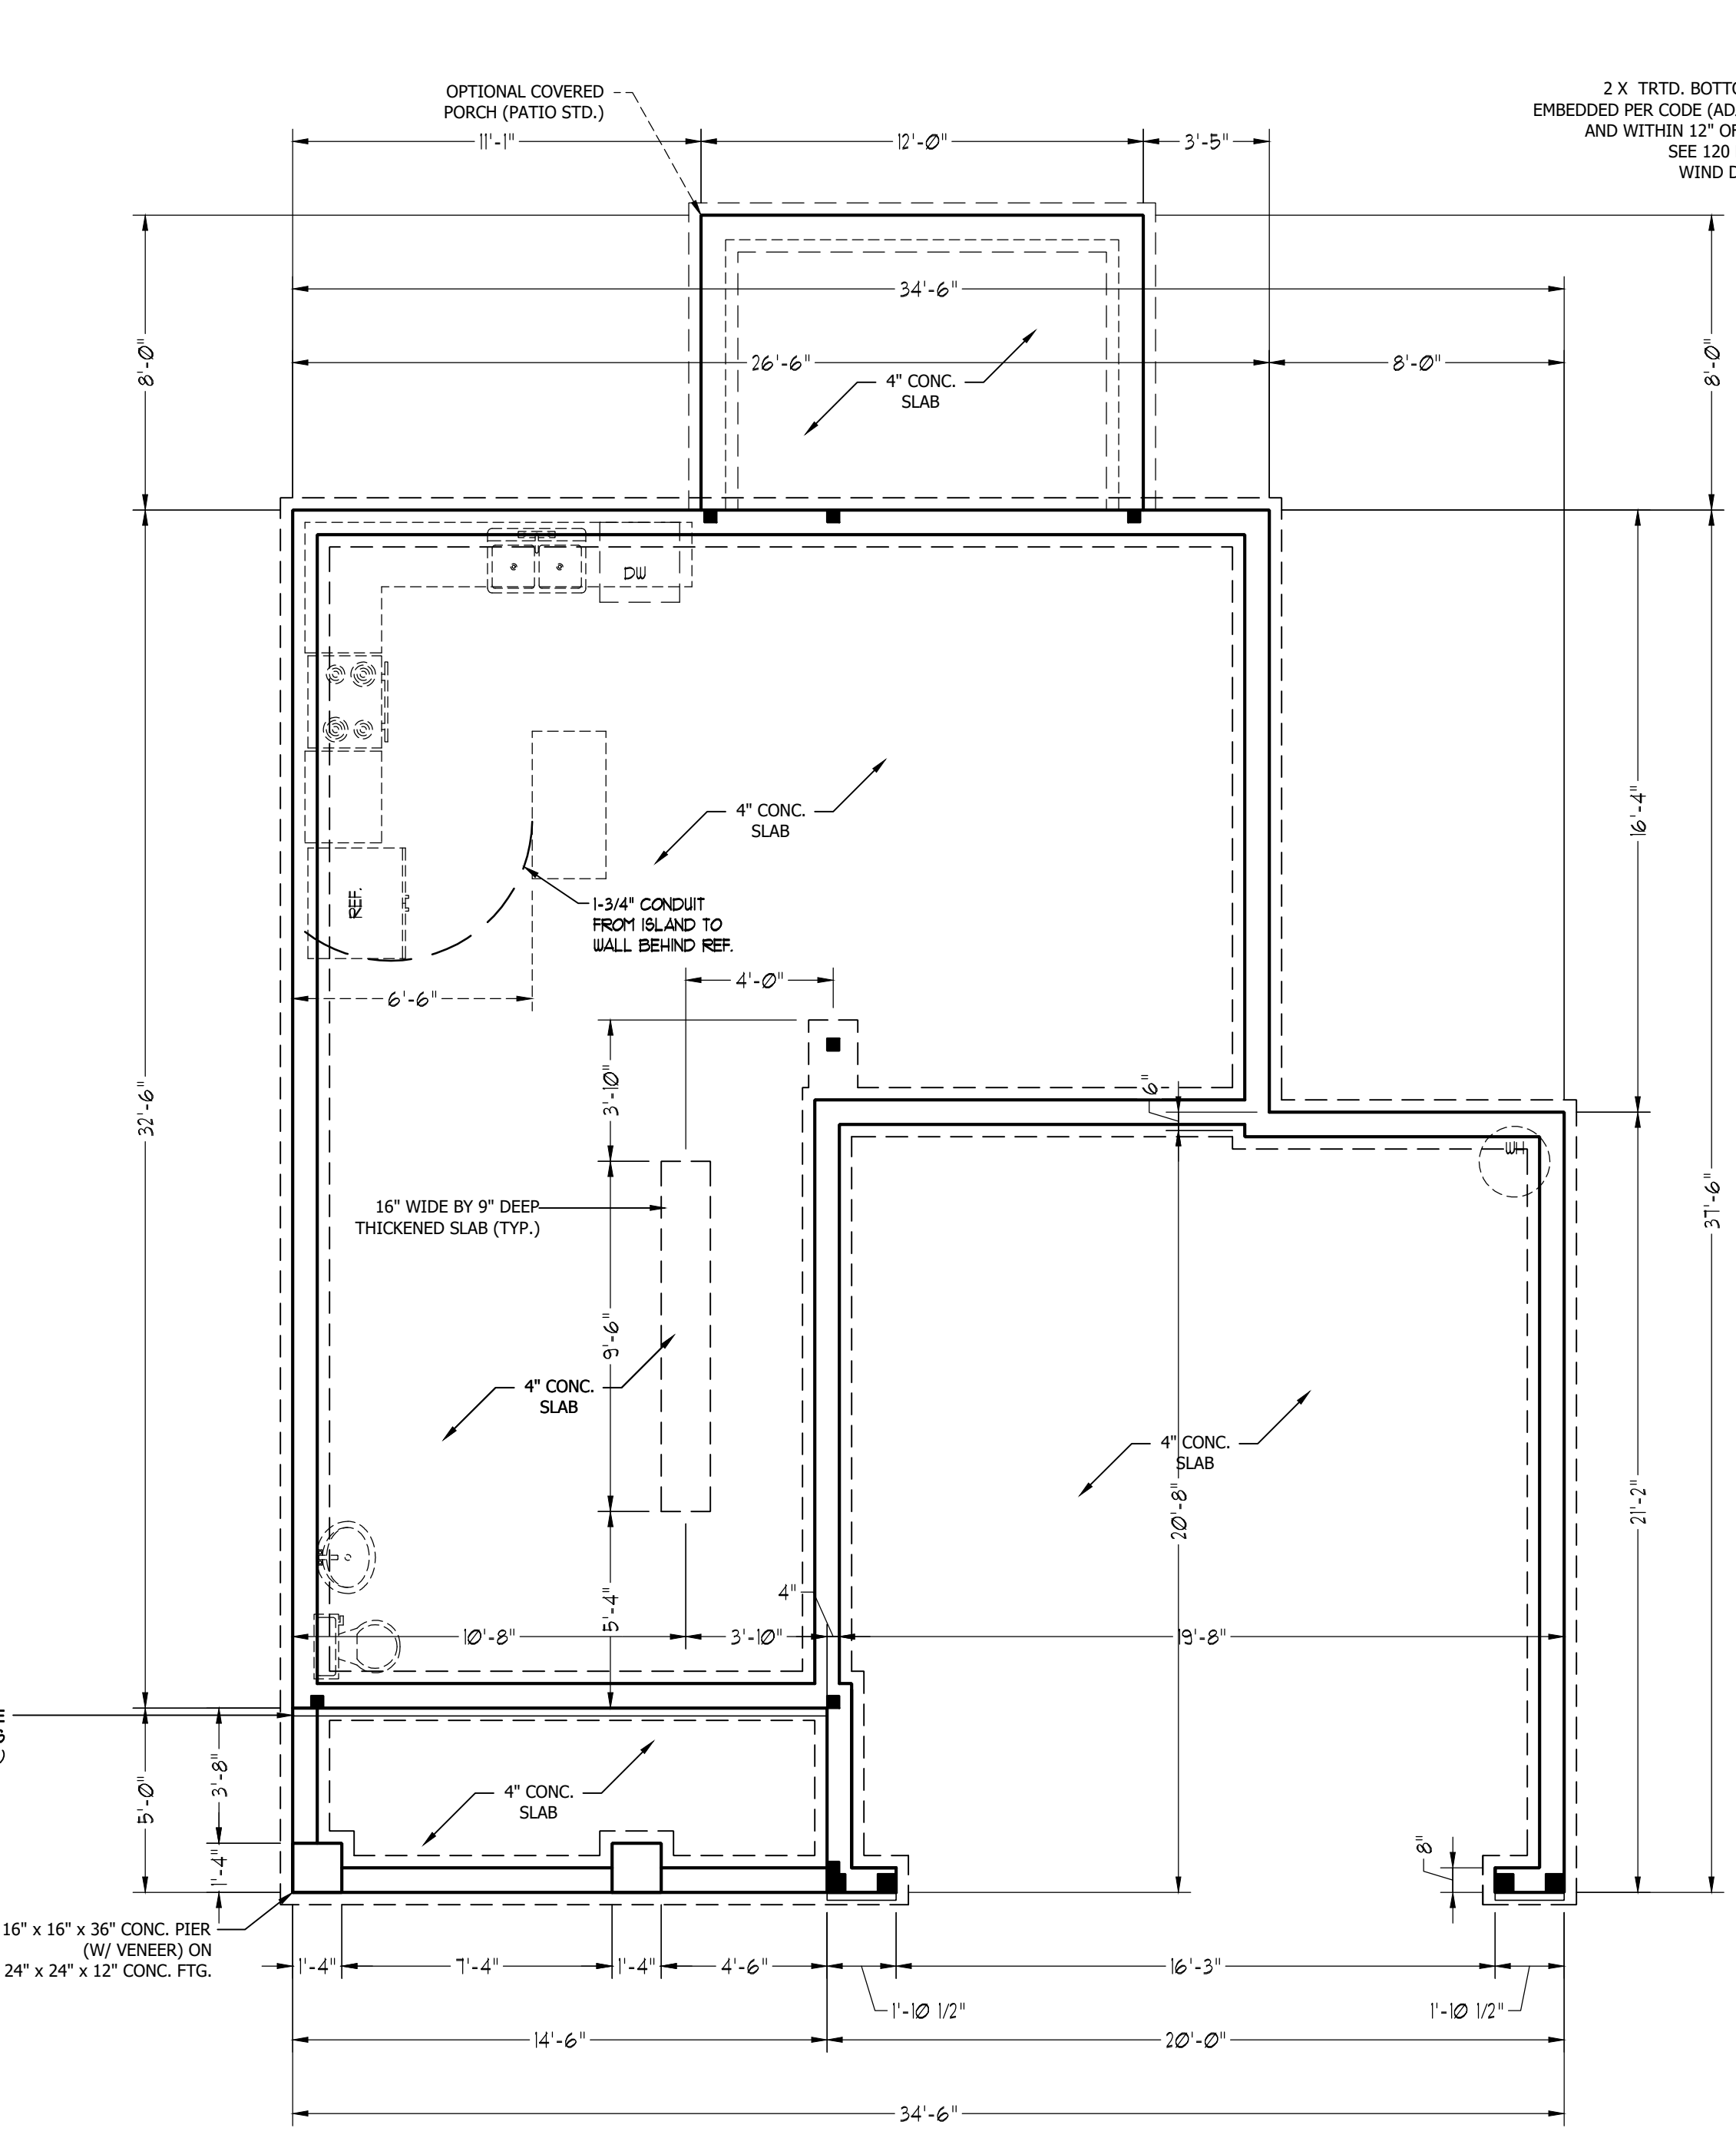 OPTIONAL COVERED
PORCH (PATIO STD.)
2 X TRTD. BOTTO
EMBEDDED PER CODE (AD
AND WITHIN 12" OF
SEE 120
WIND D
11'-1"
12'-0"
3'-5"
34'-6"
26'-6"
8'-0"
8'-0"
8'-0"
4" CONC.
SLAB
DW
4" CONC.
SLAB
16'-4"
REF.
1-3/4" CONDUIT
FROM ISLAND TO
WALL BEHIND REF.
4'-0"
6'-6"
3'-10"
6"
32'-6"
WH
37'-6"
16" WIDE BY 9" DEEP
THICKENED SLAB (TYP.)
9'-6"
4" CONC.
SLAB
4" CONC.
SLAB
20'-8"
21'-2"
4"
5'-4"
10'-8"
3'-10"
19'-8"
3'-8"
5'-0"
4" CONC.
SLAB
1'-4"
8"
16" x 16" x 36" CONC. PIER
(W/ VENEER) ON
24" x 24" x 12" CONC. FTG.
1'-4"
7'-4"
1'-4"
4'-6"
16'-3"
1'-10 1/2"
1'-10 1/2"
14'-6"
20'-0"
34'-6"